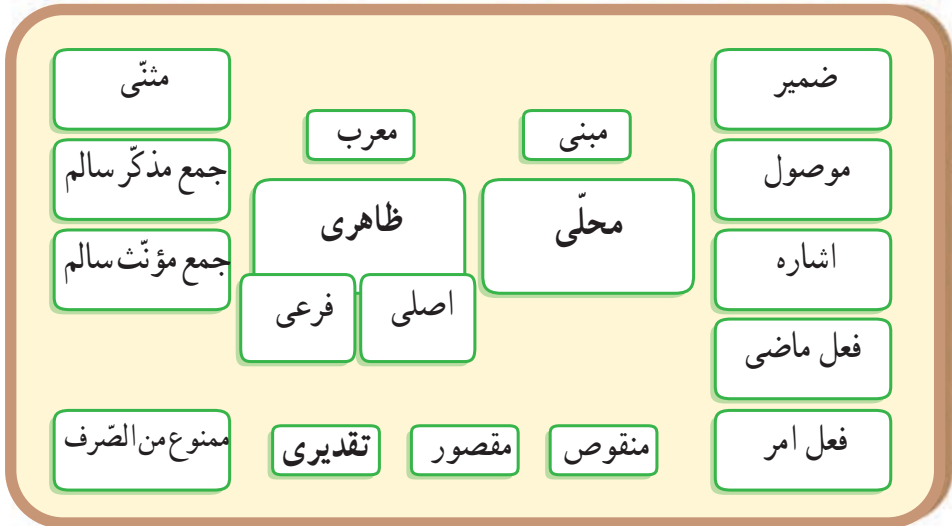 ضمیر
موصول
اشاره
فعل ماضی
فعل امر
مبنی
محلّی
معرب
ظاهری
اصلی
فرعی
منقوص
مقصور
تقدیری
مثنّی
جمع مذکّر سالم
جمع مؤنّث سالم
ممنوع من الصّرف